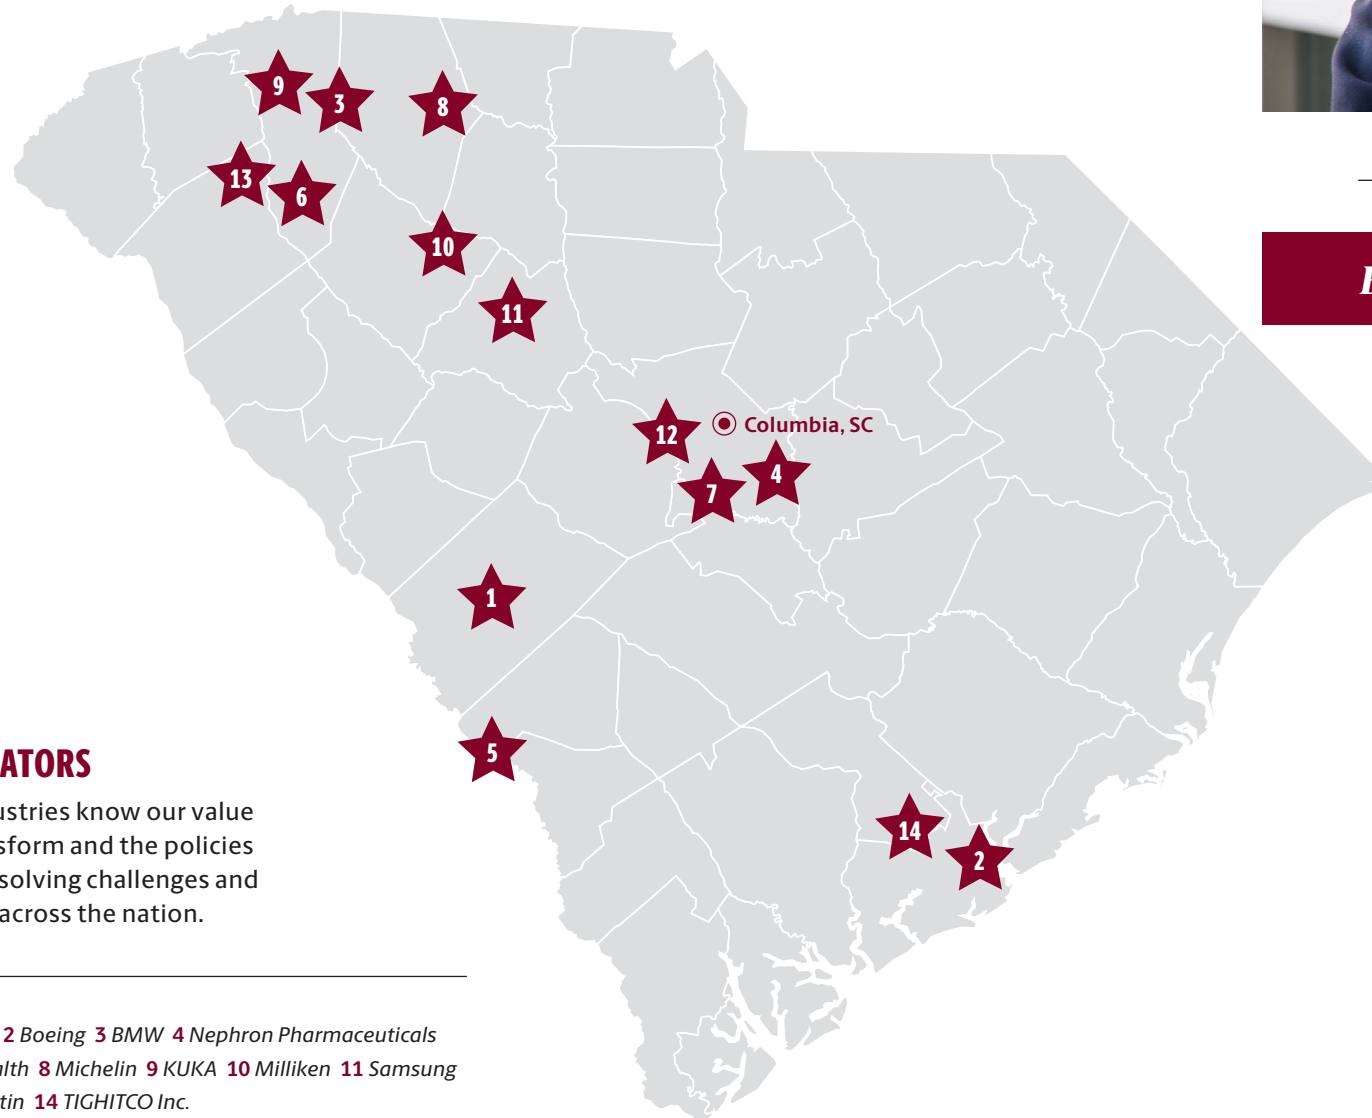 9
3
8
13
6
10
11
12
Columbia, SC
4
7
1
5
14
2
ATORS
ustries know our value
sform and the policies
solving challenges and
across the nation.
2 Boeing 3 BMW 4 Nephron Pharmaceuticals
alth 8 Michelin 9 KUKA 10 Milliken 11 Samsung
tin 14 TIGHITCO Inc.